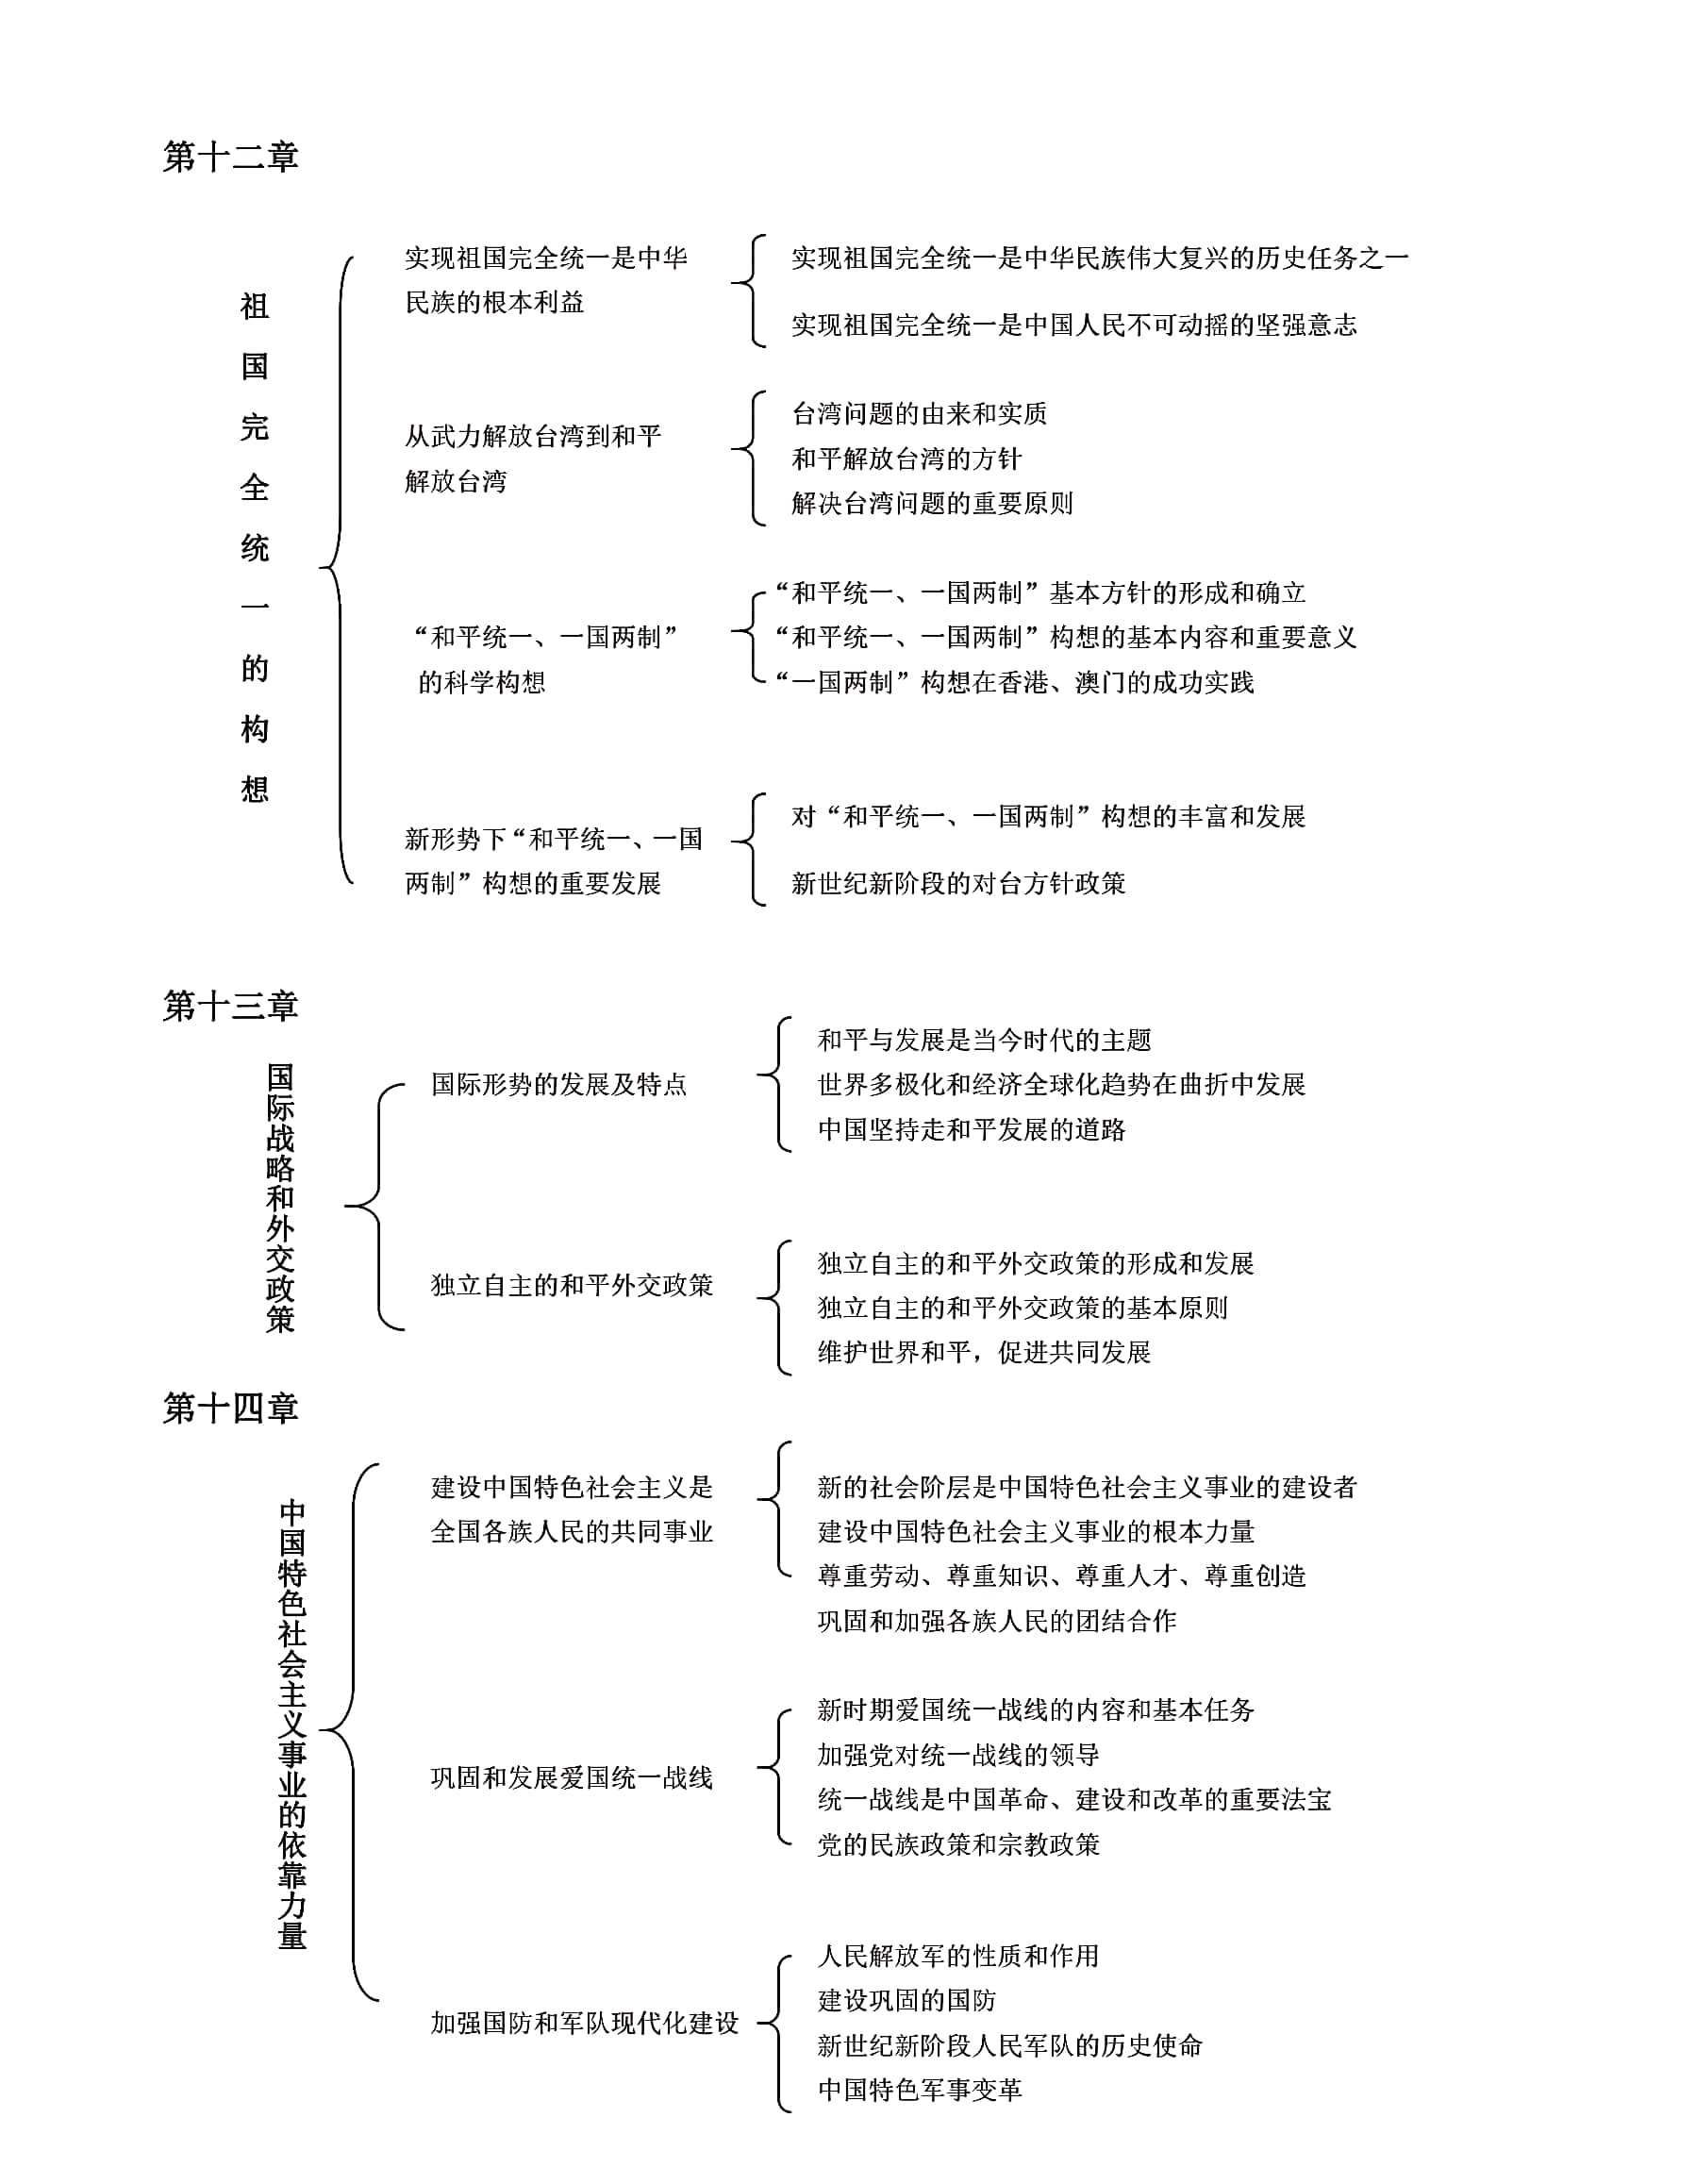 第十二章
祖国完全统一的构想
实现祖国完全统一是中华
民族的根本利益
实现祖国完全统一是中华民族伟大复兴的历史任务之一
实现祖国完全统一是中国人民不可动摇的坚强意志
从武力解放台湾到和平
解放台湾
台湾问题的由来和实质
和平解放台湾的方针
解决台湾问题的重要原则
“和平统一、一国两制”
的科学构想
“和平统一、一国两制”基本方针的形成和确立
“和平统一、一国两制”构想的基本内容和重要意义
“一国两制”构想在香港、澳门的成功实践
新形势下“和平统一、一国
两制”构想的重要发展
对“和平统一、一国两制”构想的丰富和发展
新世纪新阶段的对台方针政策
第十三章
国际战略和外交政策
国际形势的发展及特点
和平与发展是当今时代的主题
世界多极化和经济全球化趋势在曲折中发展
中国坚持走和平发展的道路
独立自主的和平外交政策
独立自主的和平外交政策的形成和发展
独立自主的和平外交政策的基本原则
维护世界和平，促进共同发展
第十四章
中国特色社会主义事业的依靠力量
建设中国特色社会主义是
全国各族人民的共同事业
新的社会阶层是中国特色社会主义事业的建设者
建设中国特色社会主义事业的根本力量
尊重劳动、尊重知识、尊重人才、尊重创造
巩固和加强各族人民的团结合作
巩固和发展爱国统一战线
新时期爱国统一战线的内容和基本任务
加强党对统一战线的领导
统一战线是中国革命、建设和改革的重要法宝
党的民族政策和宗教政策
加强国防和军队现代化建设
人民解放军的性质和作用
建设巩固的国防
新世纪新阶段人民军队的历史使命
中国特色军事变革